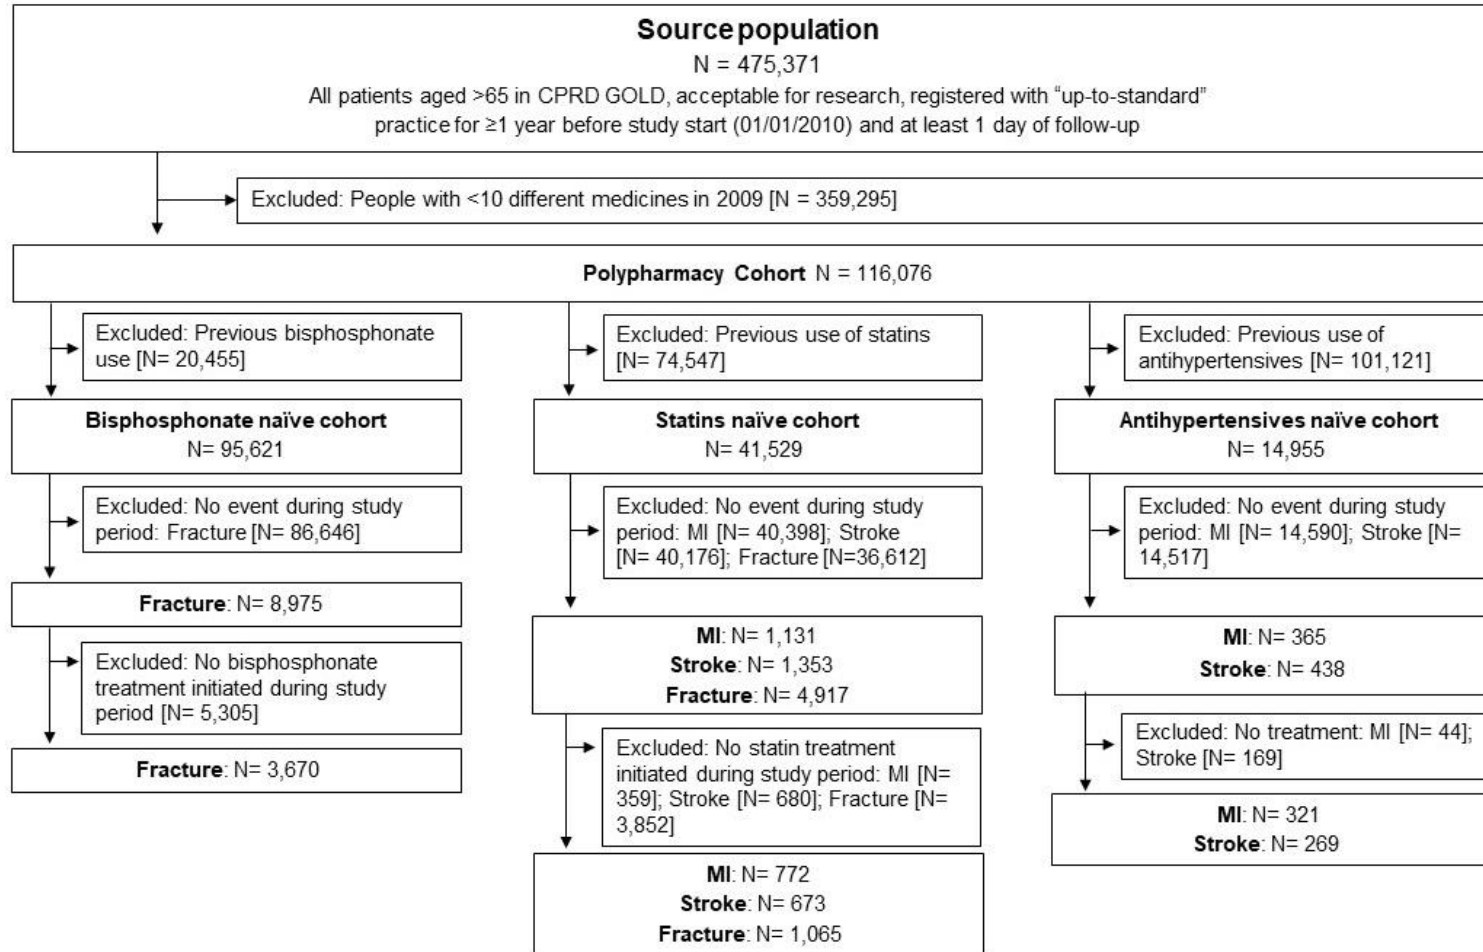 Source population
N = 475,371
All patients aged >65 in CPRD GOLD, acceptable for research, registered with “up-to-standard”
practice for ≥1 year before study start (01/01/2010) and at least 1 day of follow-up
Excluded: People with <10 different medicines in 2009 [N = 359,295]
Polypharmacy Cohort N = 116,076
Excluded: Previous bisphosphonate
use [N= 20,455]
Bisphosphonate naïve cohort
N= 95,621
Excluded: No event during study
period: Fracture [N= 86,646]
Fracture: N= 8,975
Excluded: No bisphosphonate
treatment initiated during study
period [N= 5,305]
Fracture: N= 3,670
Excluded: Previous use of statins
[N= 74,547]
Statins naïve cohort
N= 41,529
Excluded: No event during study
period: MI [N= 40,398]; Stroke
[N= 40,176]; Fracture [N=36,612]
MI: N= 1,131
Stroke: N= 1,353
Fracture: N= 4,917
Excluded: No statin treatment
initiated during study period: MI [N=
359]; Stroke [N= 680]; Fracture [N=
3,852]
MI: N= 772
Stroke: N= 673
Fracture: N= 1,065
Excluded: Previous use of
antihypertensives [N= 101,121]
Antihypertensives naïve cohort
N= 14,955
Excluded: No event during study
period: MI [N= 14,590]; Stroke [N=
14,517]
MI: N= 365
Stroke: N= 438
Excluded: No treatment: MI [N= 44];
Stroke [N= 169]
MI: N= 321
Stroke: N= 269